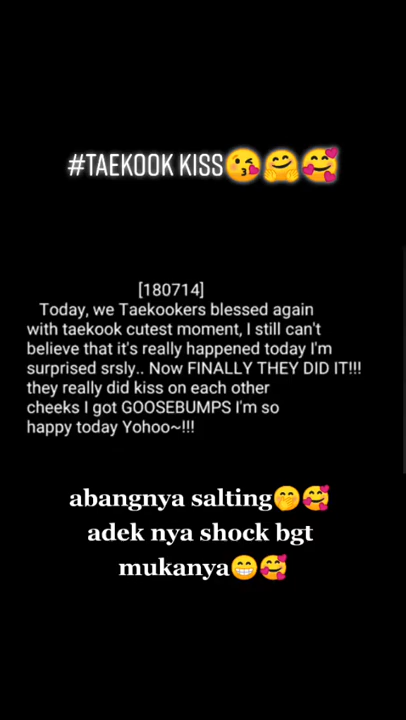 #TAEKOOK KISS😘🤗🥰
[180714]
Today, we Taekookers blessed again
with taekook cutest moment, I still can't
believe that it's really happened today I'm
surprised srsly.. Now FINALLY THEY DID IT!!!
they really did kiss on each other
cheeks I got GOOSEBUMPS I'm so
happy today Yohoo~!!!
abangnya salting🤭🥰
adek nya shock bgt
mukanya😁🥰